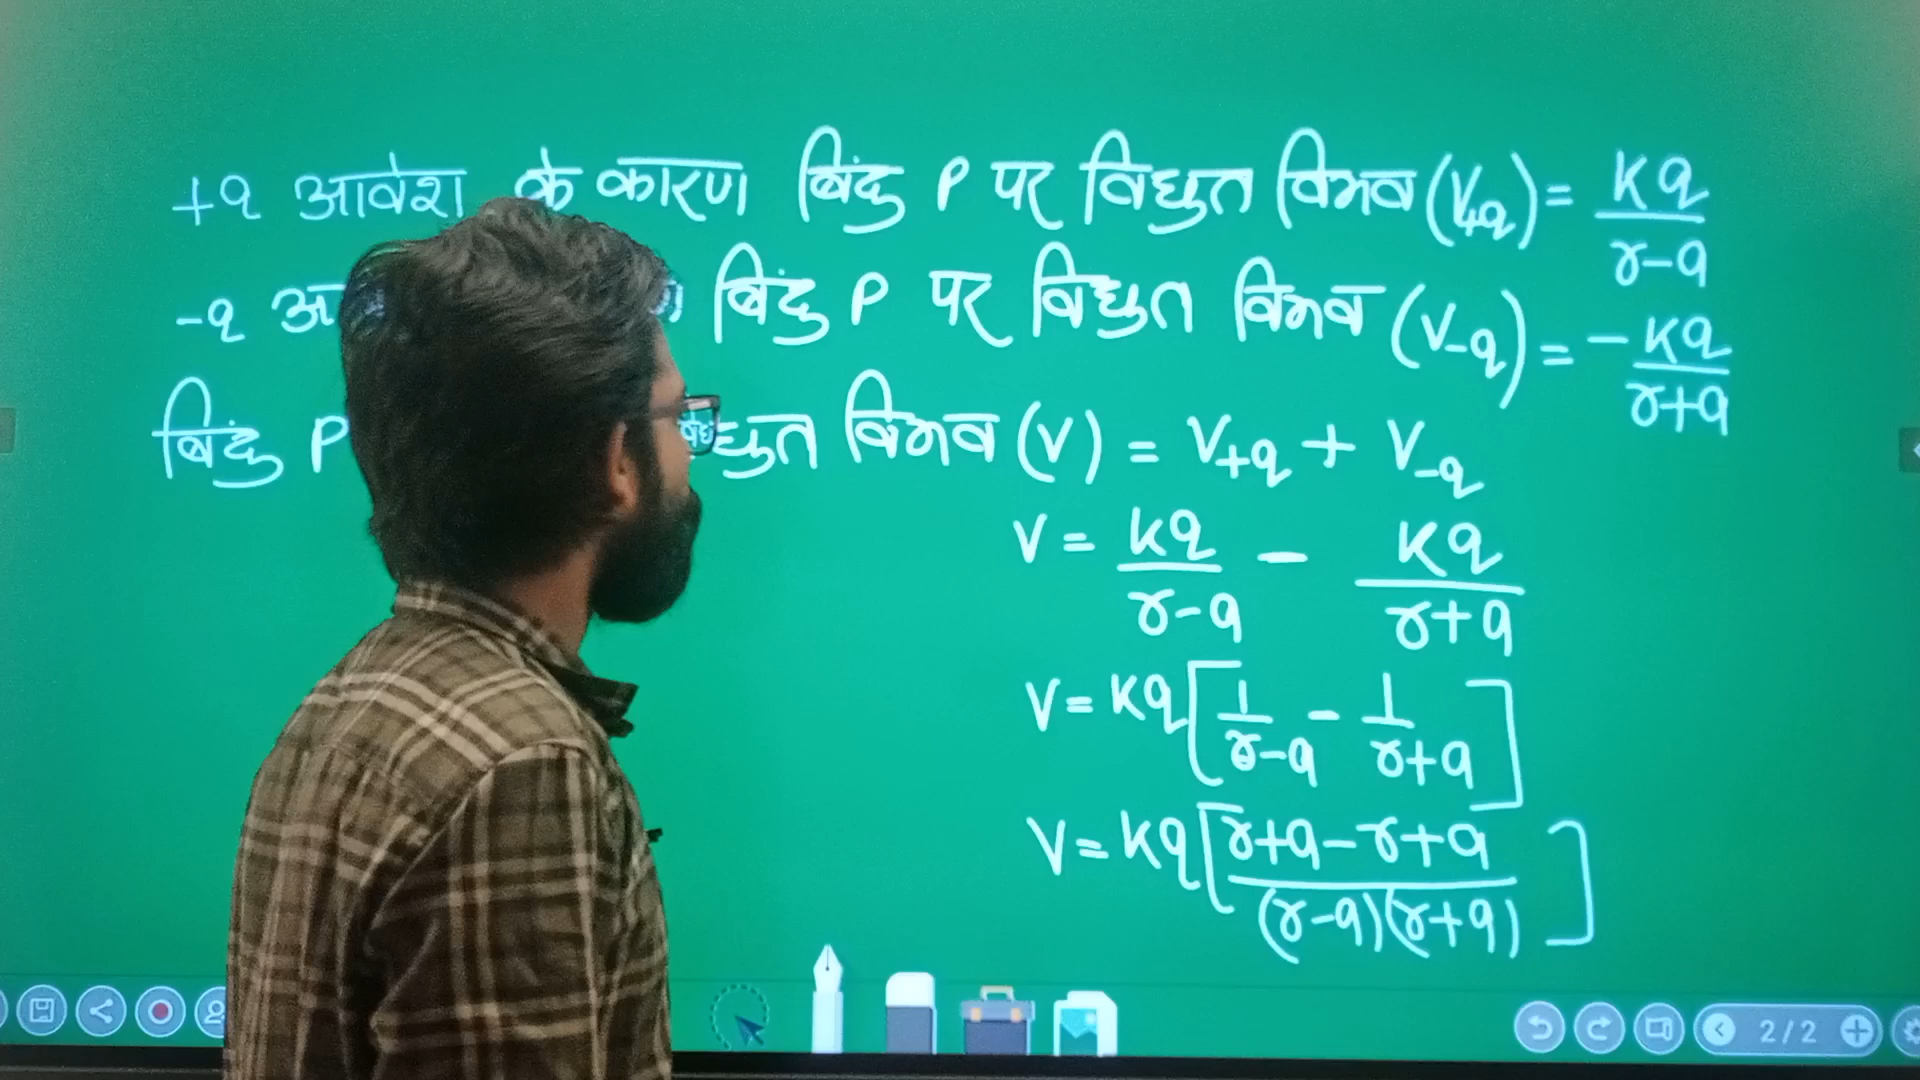 +q आवेश के कारण बिंदु P पर विद्युत विभव (V+q) = Kq/r-a
-q बिंदु P पर विद्युत विभव (V-q) = -Kq/r+a
बिंदु P विद्युत विभव (V) = V+q + V-q
V = Kq/r-a - Kq/r+a
V = Kq[1/r-a - 1/r+a]
V = Kq[r+a-r+a/(r-a)(r+a)]
2/2